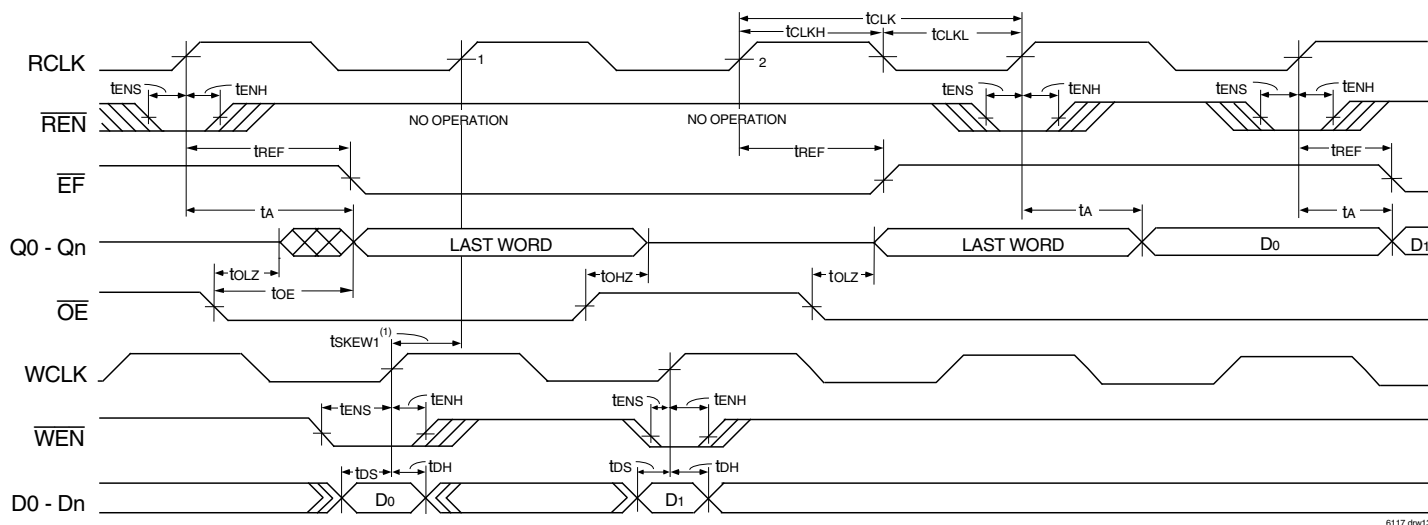 tCLK
tCLKH
tCLKL
RCLK
1
2
tENS
tENH
tENS
tENH
tENS
tENH
REN
NO OPERATION
NO OPERATION
tREF
tREF
tREF
EF
tA
tA
tA
Q0 - Qn
LAST WORD
LAST WORD
D0
D1
tOLZ
tOHZ
tOLZ
tOE
OE
tSKEW1(1)
WCLK
tENS
tENH
tENS
tENH
WEN
tDS
tDH
tDS
tDH
D0 - Dn
D0
D1
6117 drw12